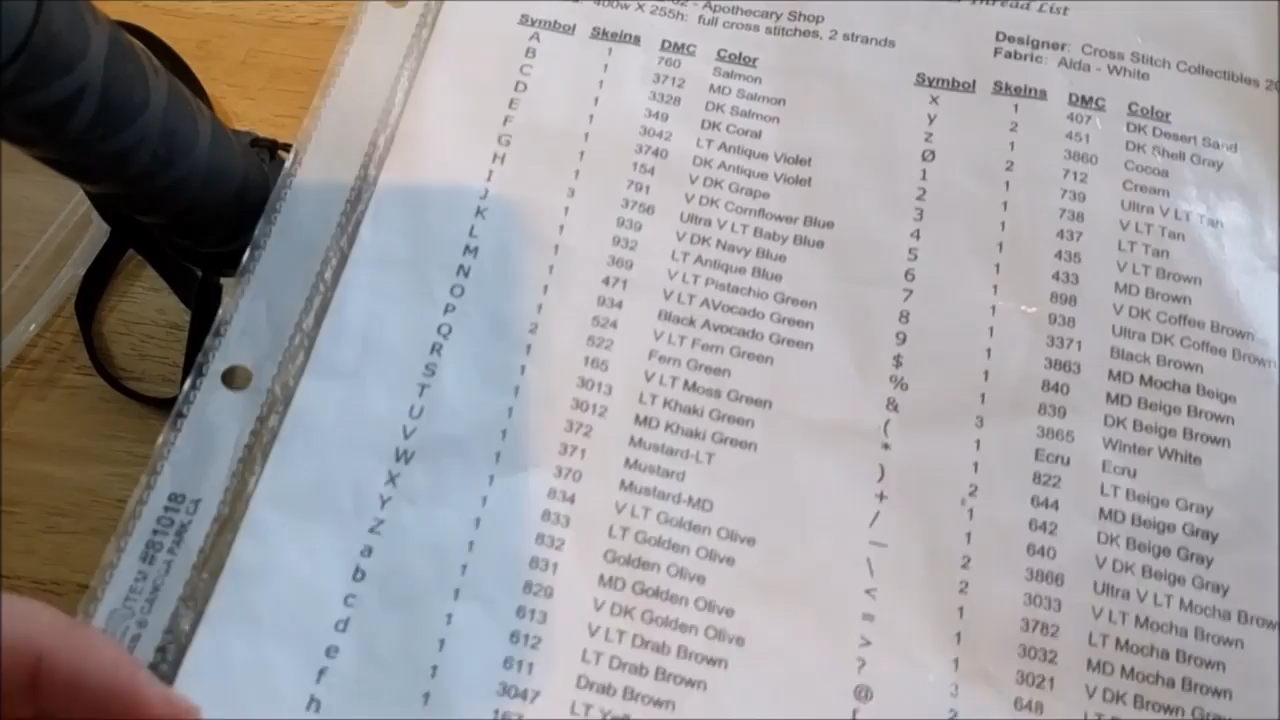 - Apothecary Shop
400w X 255h: full cross stitches, 2 strands
Thread List
Designer: Cross Stitch Collectibles
Fabric: Aida - White
Symbol Skeins DMC Color
A 1 760 Salmon
B 1 3712 MD Salmon
C 1 3328 DK Salmon
D 1 349 DK Coral
E 1 3042 LT Antique Violet
F 1 3740 DK Antique Violet
G 1 154 V DK Grape
H 1 791 V DK Cornflower Blue
I 3 3756 Ultra V LT Baby Blue
J 1 939 V DK Navy Blue
K 1 932 LT Antique Blue
L 1 369 V LT Pistachio Green
M 1 471 V LT AVocado Green
N 1 934 Black Avocado Green
O 1 524 V LT Fern Green
P 2 522 Fern Green
Q 1 165 V LT Moss Green
R 1 3013 LT Khaki Green
S 1 3012 MD Khaki Green
T 1 372 Mustard-LT
U 1 371 Mustard
V 1 370 Mustard-MD
W 1 834 V LT Golden Olive
X 1 833 LT Golden Olive
Y 1 832 Golden Olive
Z 1 831 MD Golden Olive
a 1 829 V DK Golden Olive
b 1 613 V LT Drab Brown
c 1 612 LT Drab Brown
d 1 611 Drab Brown
e 1 3047 LT
f 1
h
Symbol Skeins DMC Color
x 1 407 DK Desert Sand
y 2 451 DK Shell Gray
z 1 3860 Cocoa
Ø 2 712 Cream
1 1 739 Ultra V LT Tan
2 1 738 V LT Tan
3 1 437 LT Tan
4 1 435 V LT Brown
5 1 433 MD Brown
6 1 898 V DK Coffee Brown
7 1 938 Ultra DK Coffee Brown
8 1 3371 Black Brown
9 1 3863 MD Mocha Beige
$ 1 840 MD Beige Brown
% 1 839 DK Beige Brown
& 3 3865 Winter White
( 1 Ecru Ecru
* 1 822 LT Beige Gray
) 2 644 MD Beige Gray
+ 1 642 DK Beige Gray
/ 1 640 V DK Beige Gray
— 2 3866 Ultra V LT Mocha Brow
\ 2 3033 V LT Mocha Brown
< 1 3782 LT Mocha Brown
= 1 3032 MD Mocha Brown
> 1 3021 V DK Brown Gray
? 3 648
@ 2
ITEM #81018
CANOGA PARK, CA